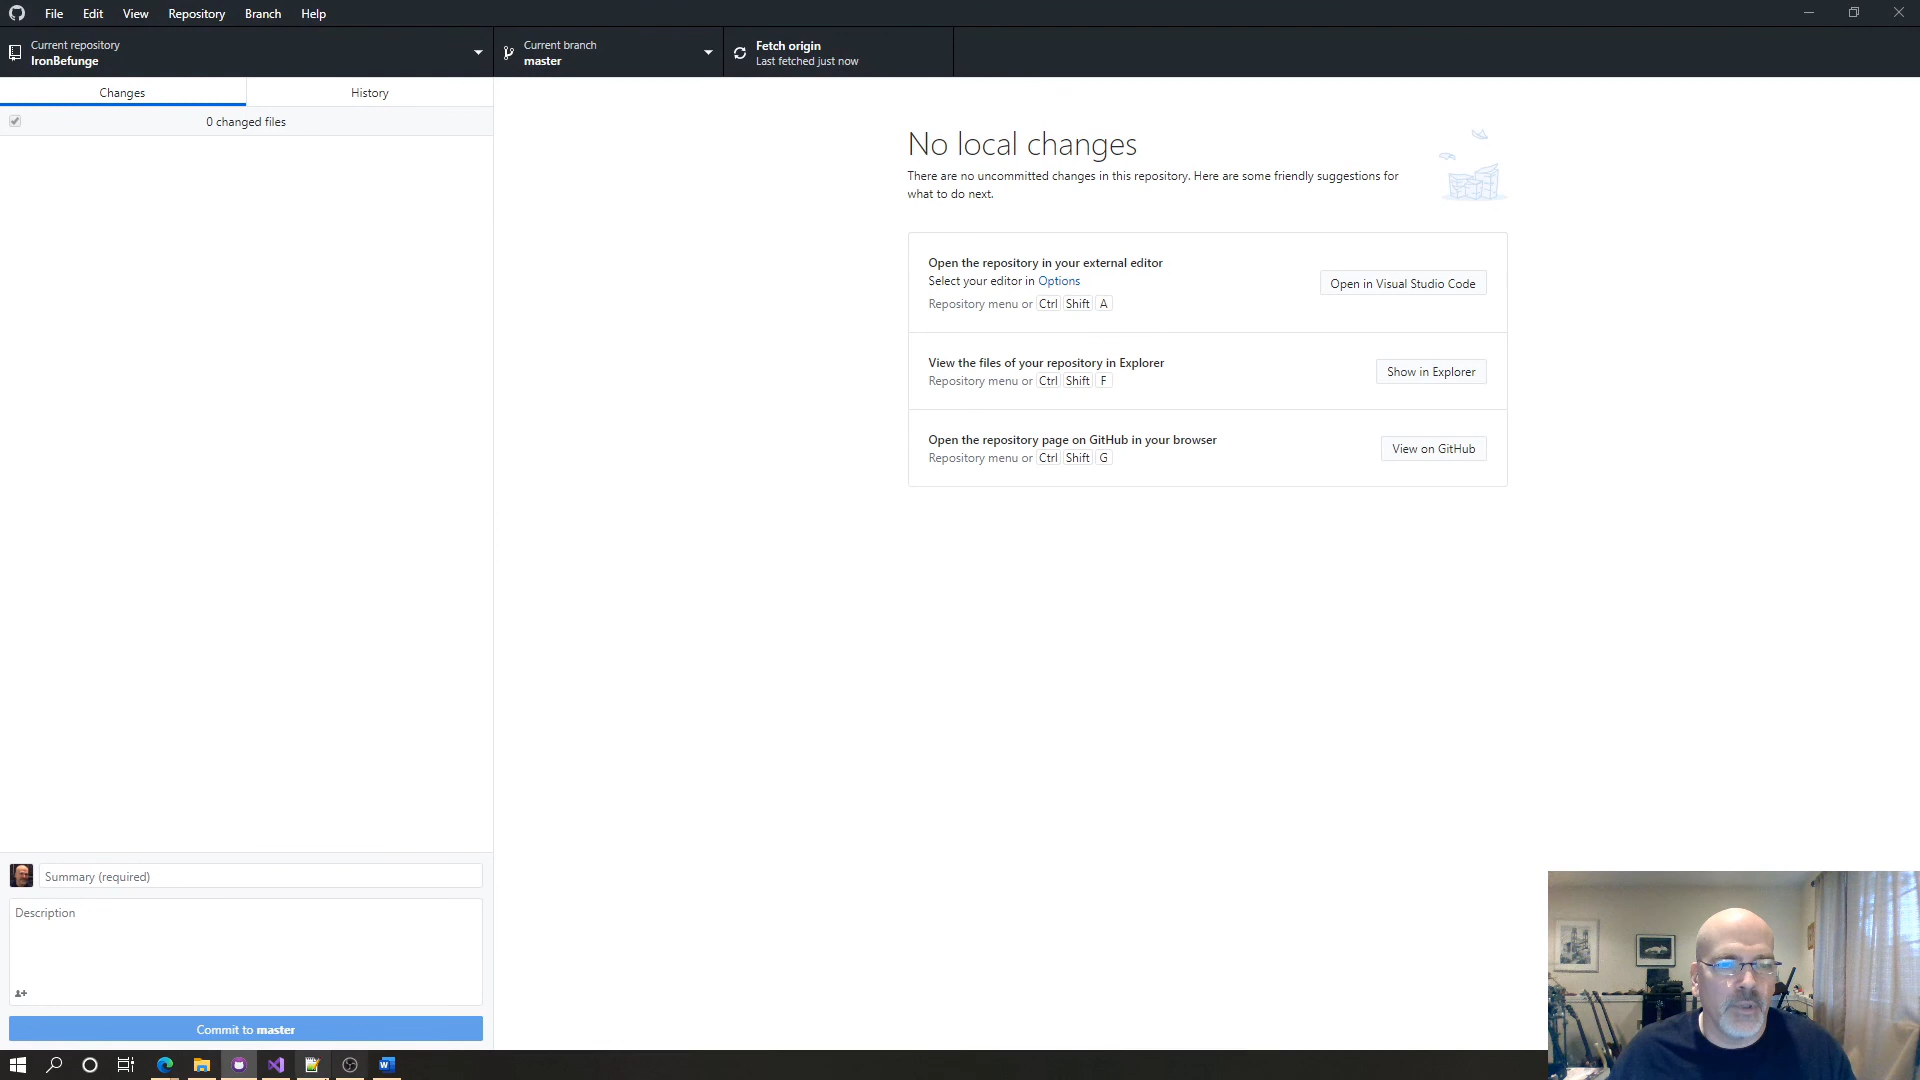 File Edit View Repository Branch Help
Current repository
IronBefunge
Current branch
master
Fetch origin
Last fetched just now
Changes
History
0 changed files
No local changes
There are no uncommitted changes in this repository. Here are some friendly suggestions for
what to do next.
Open the repository in your external editor
Select your editor in Options
Repository menu or Ctrl Shift A
Open in Visual Studio Code
View the files of your repository in Explorer
Repository menu or Ctrl Shift F
Show in Explorer
Open the repository page on GitHub in your browser
Repository menu or Ctrl Shift G
View on GitHub
Summary (required)
Description
Commit to master